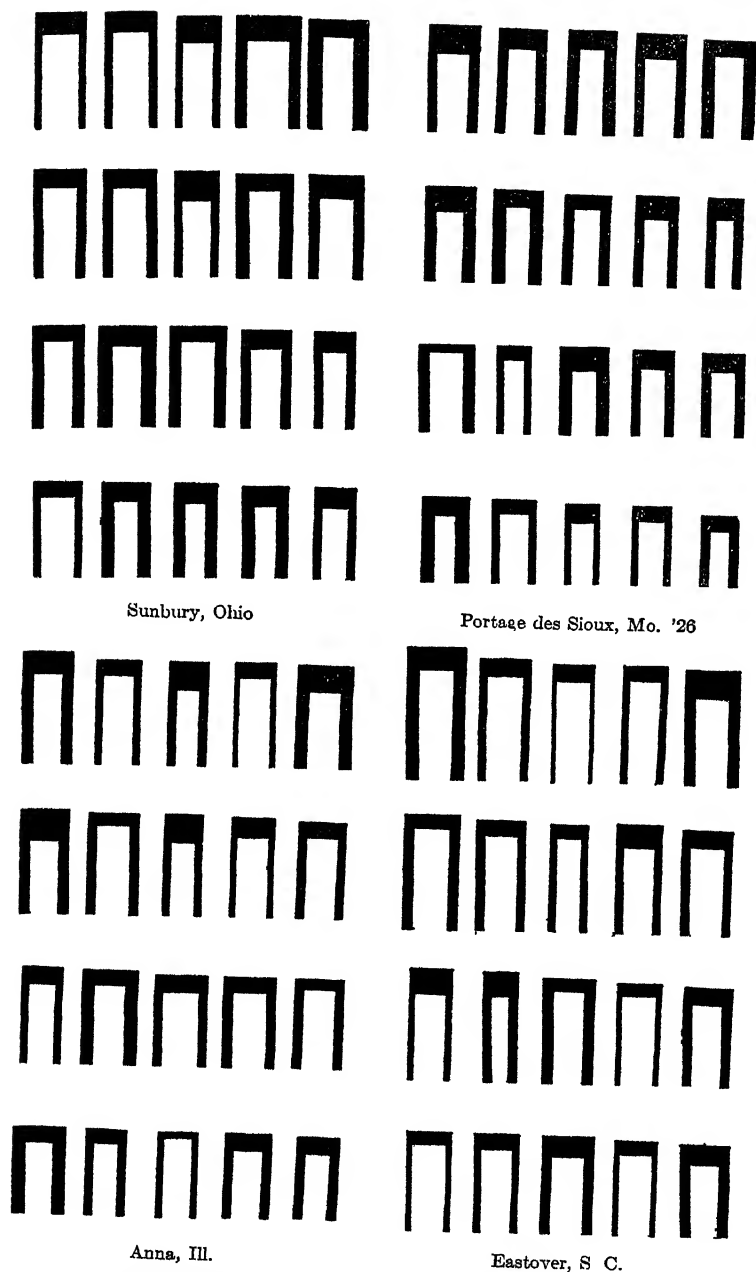 Sunbury, Ohio
Portage des Sioux, Mo. '26
Anna, Ill.
Eastover, S C.